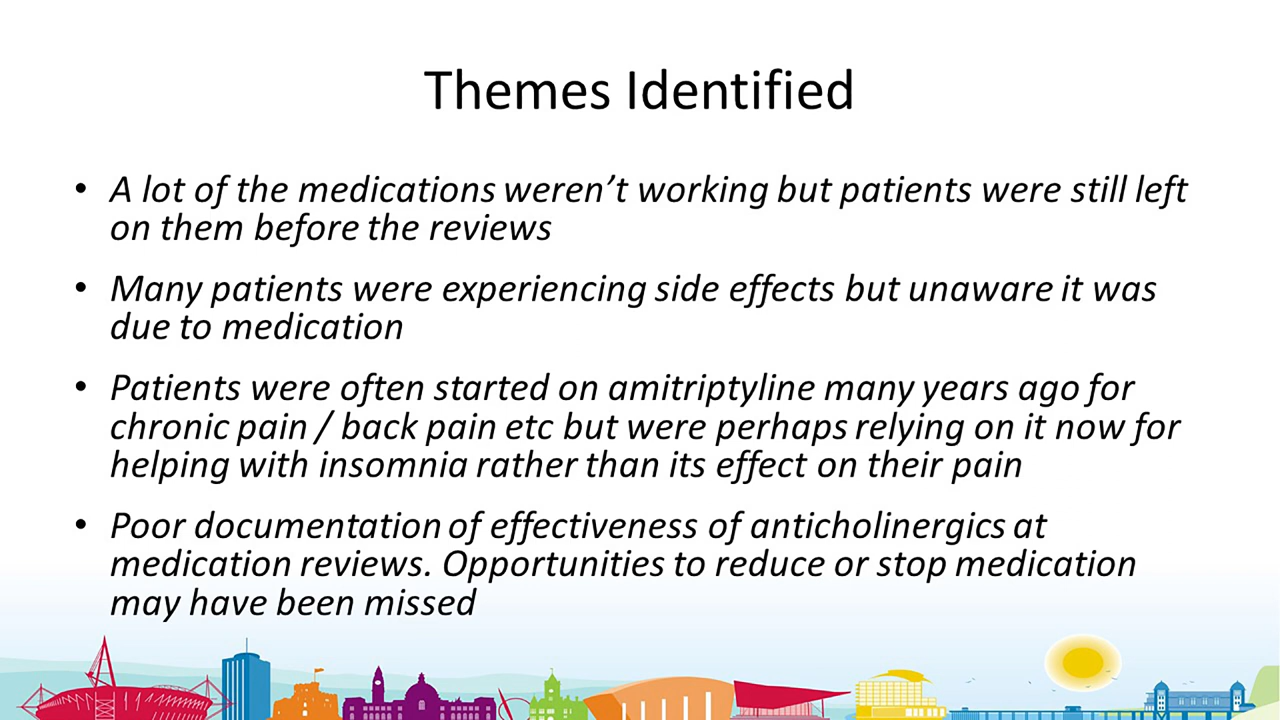 Themes Identified
• A lot of the medications weren’t working but patients were still left
on them before the reviews
• Many patients were experiencing side effects but unaware it was
due to medication
• Patients were often started on amitriptyline many years ago for
chronic pain / back pain etc but were perhaps relying on it now for
helping with insomnia rather than its effect on their pain
• Poor documentation of effectiveness of anticholinergics at
medication reviews. Opportunities to reduce or stop medication
may have been missed